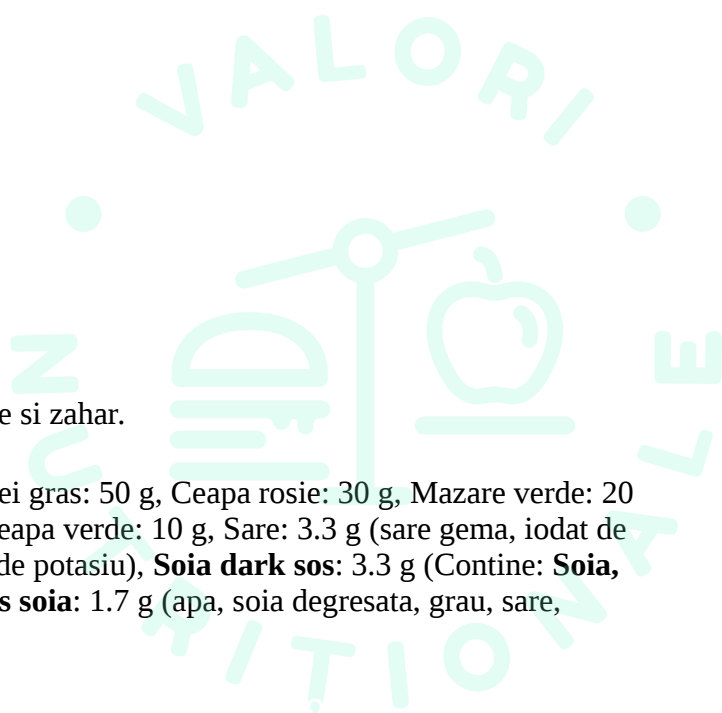 VALORI
NUTRITIONALE
e si zahar.
ei gras: 50 g, Ceapa rosie: 30 g, Mazare verde: 20
eapa verde: 10 g, Sare: 3.3 g (sare gema, iodat de
de potasiu), Soia dark sos: 3.3 g (Contine: Soia,
s soia: 1.7 g (apa, soia degresata, grau, sare,